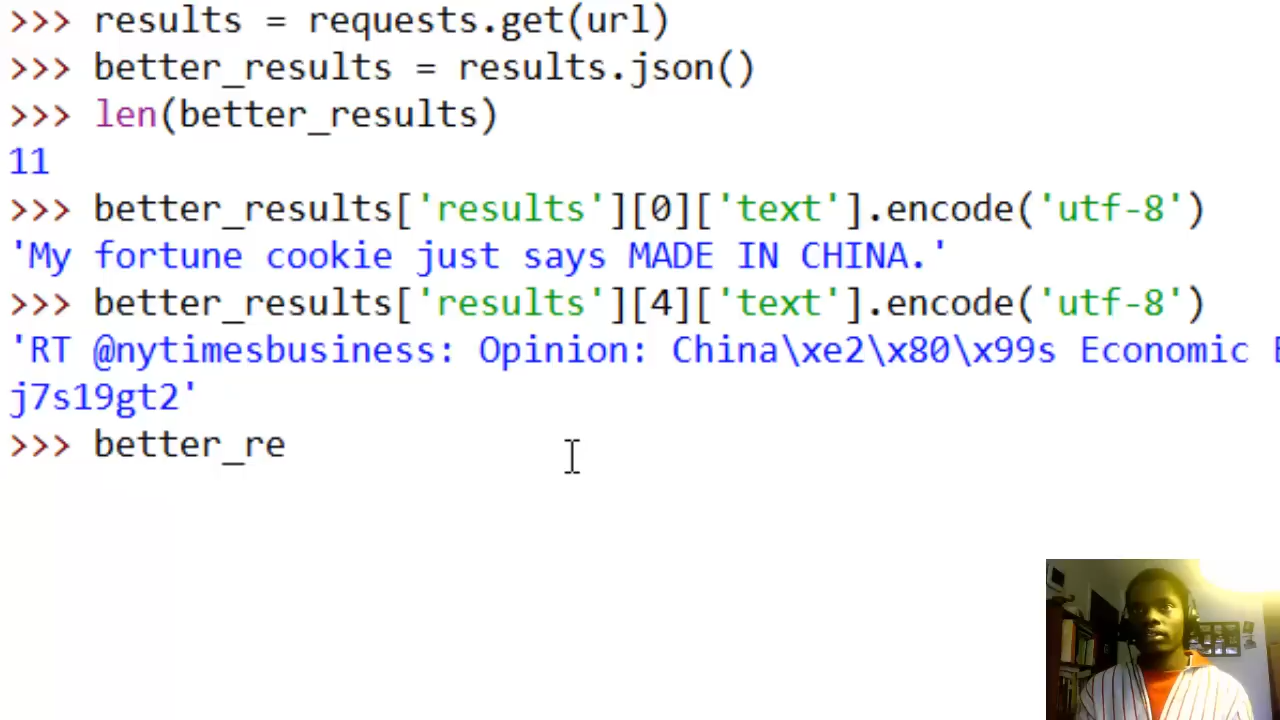 >>> results = requests.get(url)
>>> better_results = results.json()
>>> len(better_results)
11
>>> better_results['results'][0]['text'].encode('utf-8')
'My fortune cookie just says MADE IN CHINA.'
>>> better_results['results'][4]['text'].encode('utf-8')
'RT @nytimesbusiness: Opinion: China\xe2\x80\x99s Economic
j7s19gt2'
>>> better_re